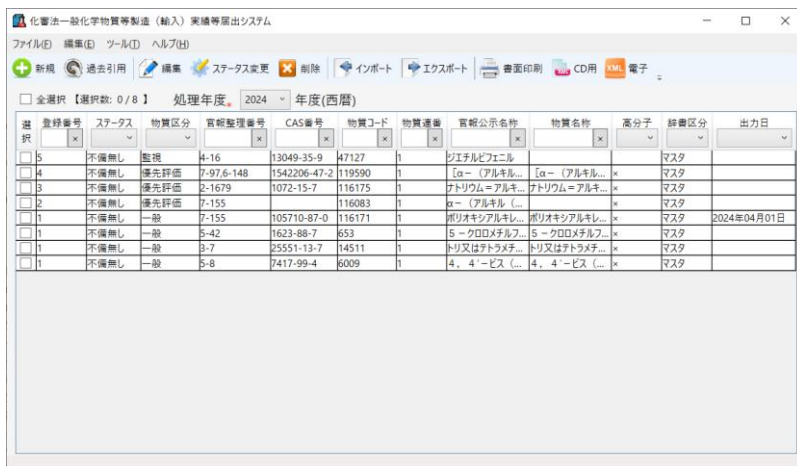 化審法一般化学物質等製造（輸入）実績等届出システム
ファイル(F) 編集(E) ツール(T) ヘルプ(H)
新規 過去引用 編集 ステータス変更 削除 インポート エクスポート 書面印刷 CD用 XML 電子
全選択 【選択数: 0/8 】 処理年度* 2024 年度(西暦)
選択 登録番号 ステータス 物質区分 官報整理番号 CAS番号 物質コード 物質連番 官報公示名称 物質名称 高分子 辞書区分 出力日
5 不備無し 監視 4-16 13049-35-9 47127 1 ジエチルビフェニル マスタ
4 不備無し 優先評価 7-97,6-148 1542206-47-2 119590 1 [α－（アルキル... [α－（アルキル... × マスタ
3 不備無し 優先評価 2-1679 1072-15-7 116175 1 ナトリウム＝アルキ... ナトリウム＝アルキ... × マスタ
2 不備無し 優先評価 7-155 116083 1 α－（アルキル（... × マスタ
1 不備無し 一般 7-155 105710-87-0 116171 1 ポリオキシアルキレ... ポリオキシアルキレ... × マスタ 2024年04月01日
1 不備無し 一般 5-42 1623-88-7 653 1 5－クロロメチルフ... 5－クロロメチルフ... × マスタ
1 不備無し 一般 3-7 25551-13-7 14511 1 トリ又はテトラメチ... トリ又はテトラメチ... × マスタ
1 不備無し 一般 5-8 7417-99-4 6009 1 4，4´－ビス（... 4，4´－ビス（... × マスタ